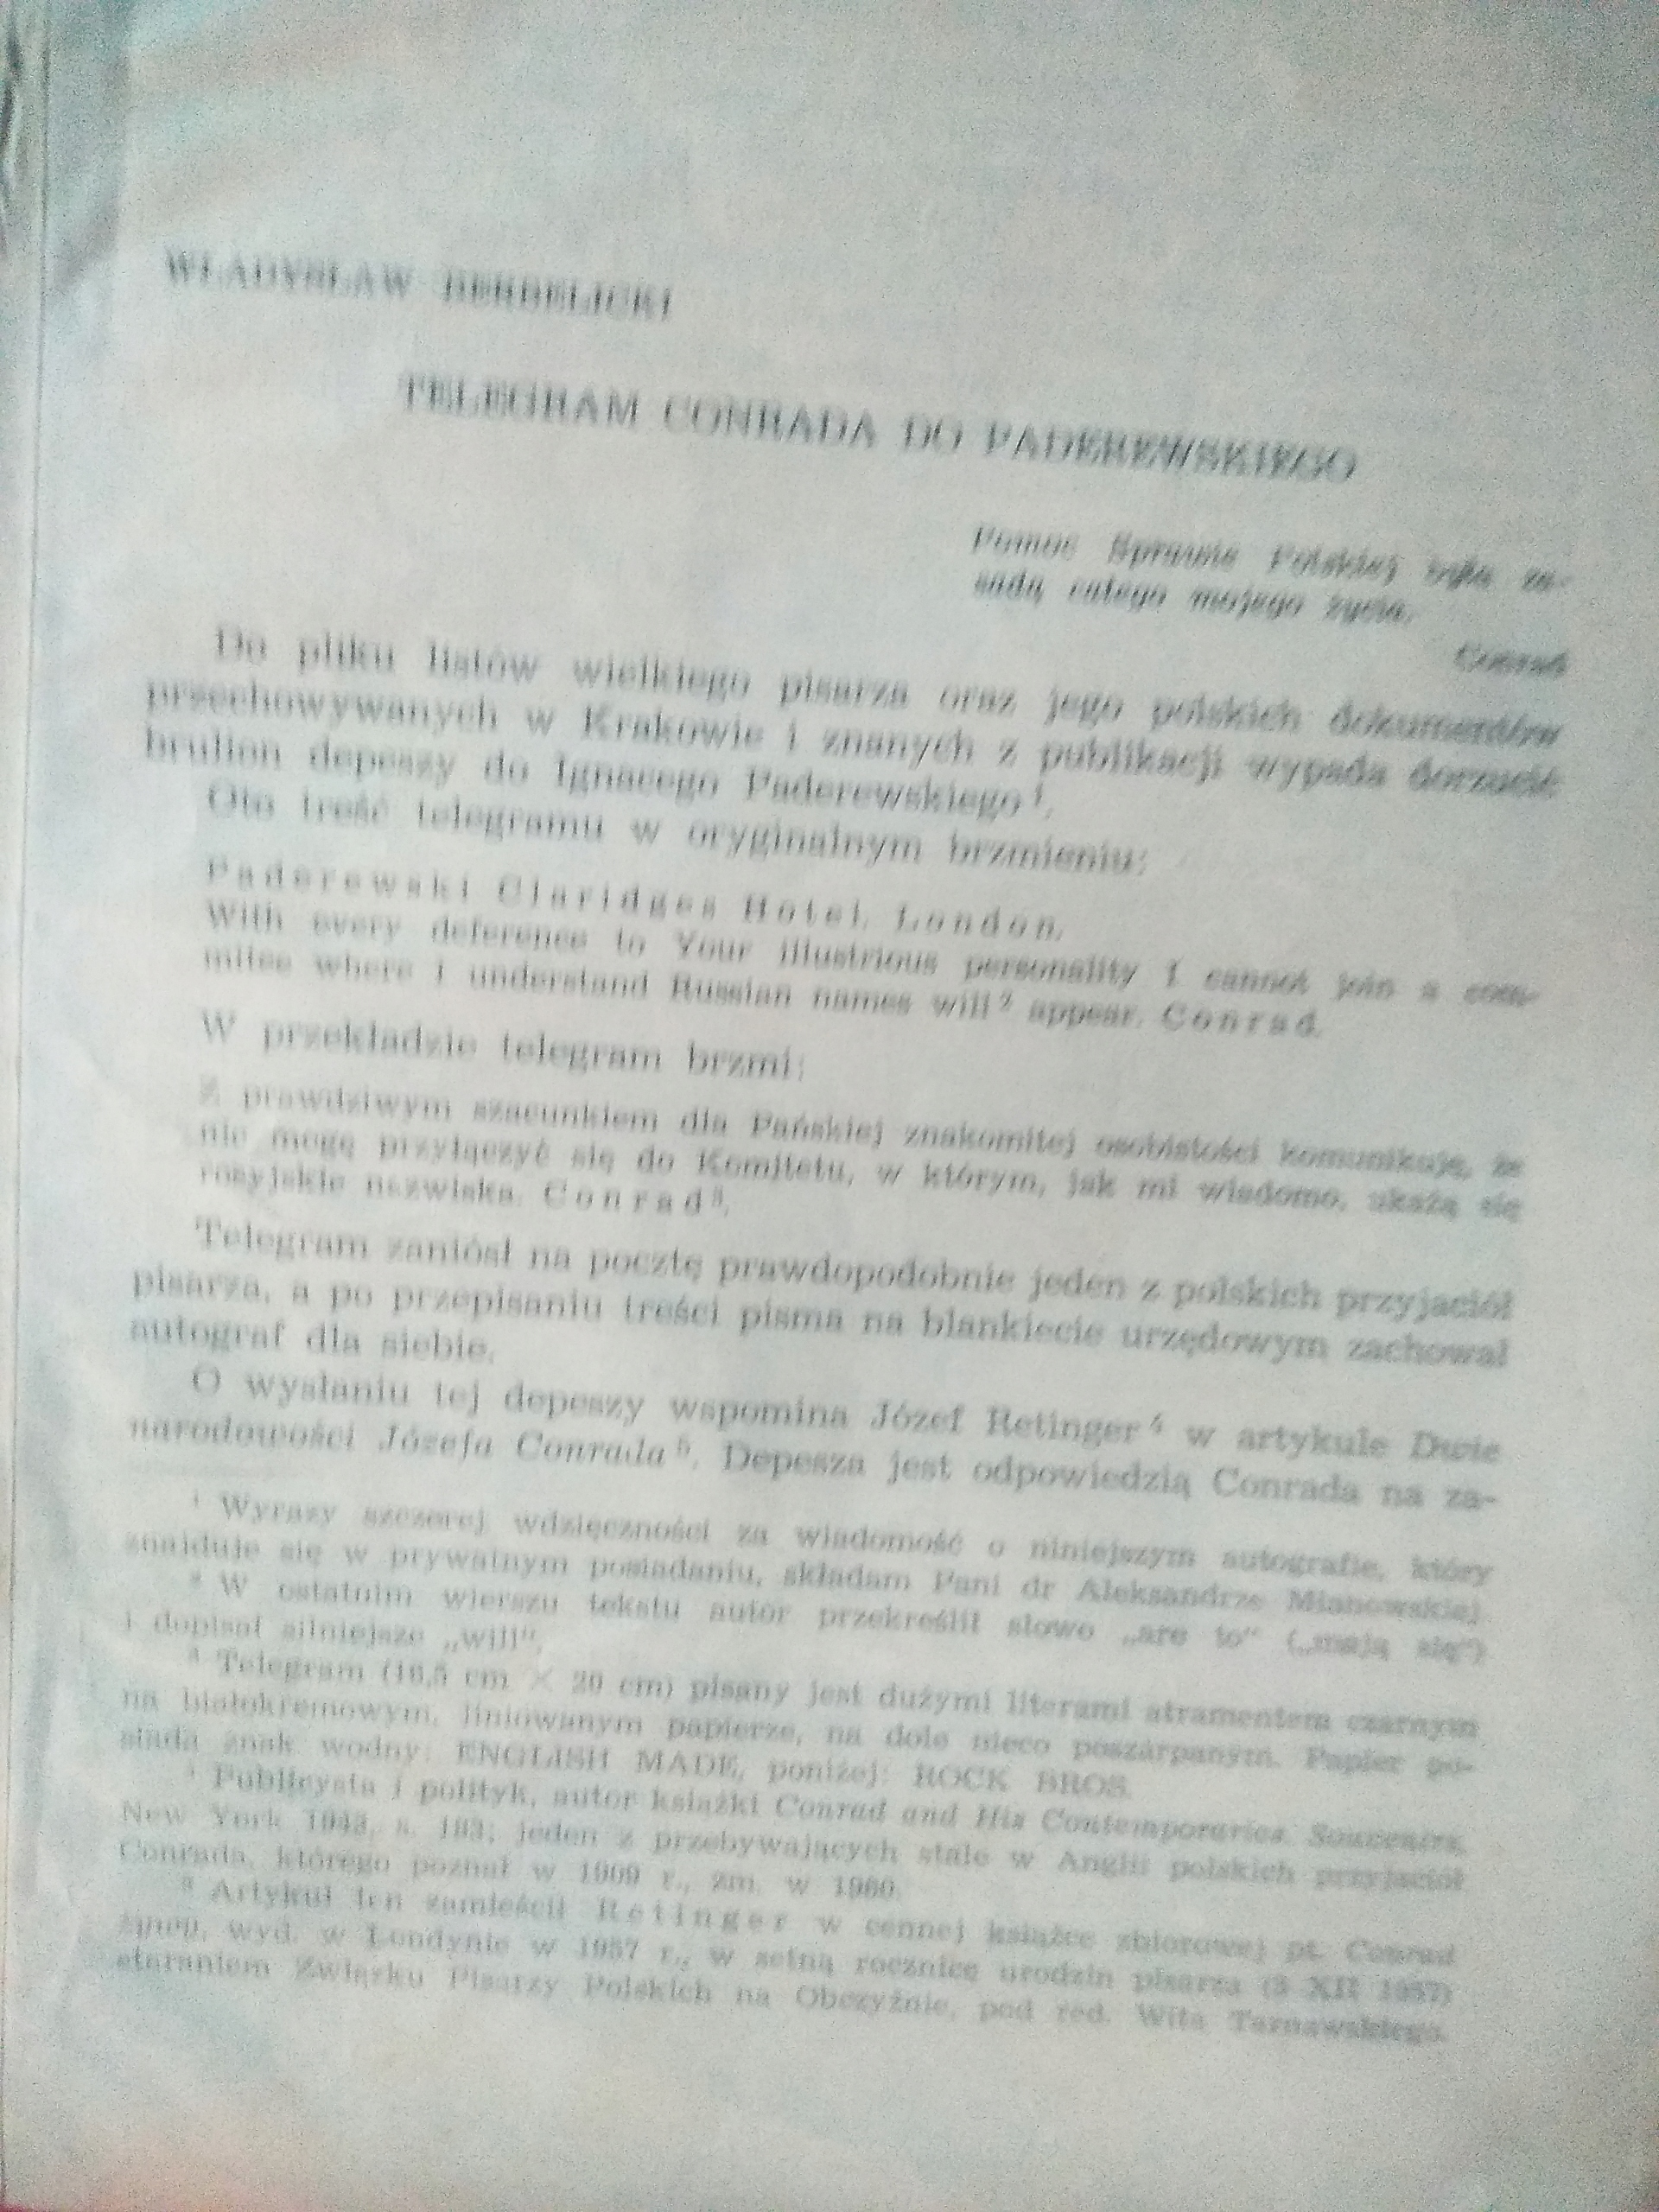 WŁADYSŁAW BERBELICKI
TELEGRAM CONRADA DO PADEREWSKIEGO
Pomoc Sprawie Polskiej była za-
sadą całego mojego życia.
Conrad
Do pliku listów wielkiego pisarza oraz jego polskich dokumentów
przechowywanych w Krakowie i znanych z publikacji wypada dorzucić
brulion depeszy do Ignacego Paderewskiego¹.
Oto treść telegramu w oryginalnym brzmieniu:
Paderewski Claridges Hotel. London.
With every deference to Your illustrious personality I cannot join a com-
mitee where I understand Russian names will² appear. Conrad.
W przekładzie telegram brzmi:
Z prawdziwym szacunkiem dla Pańskiej znakomitej osobistości komunikuję, że
nie mogę przyłączyć się do Komitetu, w którym, jak mi wiadomo, ukażą się
rosyjskie nazwiska. Conrad³.
Telegram zaniósł na pocztę prawdopodobnie jeden z polskich przyjaciół
pisarza, a po przepisaniu treści pisma na blankiecie urzędowym zachował
autograf dla siebie.
O wysłaniu tej depeszy wspomina Józef Retinger⁴ w artykule Dwie
narodowości Józefa Conrada⁵. Depesza jest odpowiedzią Conrada na za-
¹ Wyrazy szczerej wdzięczności za wiadomość o niniejszym autografie, który
znajduje się w prywatnym posiadaniu, składam Pani dr Aleksandrze Mianowskiej.
² W ostatnim wierszu tekstu autor przekreślił słowo „are to” („mają się”)
i dopisał silniejsze „will”.
³ Telegram (16,5 cm × 20 cm) pisany jest dużymi literami atramentem czarnym
na białokremowym, liniowanym papierze, na dole nieco poszarpanym. Papier po-
siada znak wodny: ENGLISH MADE, poniżej: ROCK BROS.
⁴ Publicysta i polityk, autor książki Conrad and His Contemporaries. Souvenirs,
New York 1943, s. 183; jeden z przebywających stale w Anglii polskich przyjaciół
Conrada, którego poznał w 1909 r., zm. w 1960.
⁵ Artykuł ten zamieścił Retinger w cennej książce zbiorowej pt. Conrad
żywy, wyd. w Londynie w 1957 r., w setną rocznicę urodzin pisarza (3 XII 1957)
staraniem Związku Pisarzy Polskich na Obczyźnie, pod red. Wita Tarnawskiego.